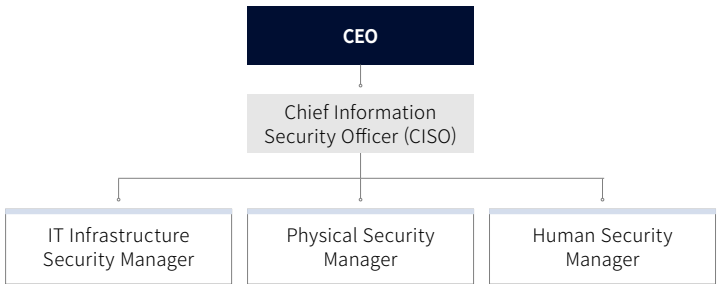 CEO
Chief Information
Security Officer (CISO)
IT Infrastructure
Security Manager
Physical Security
Manager
Human Security
Manager